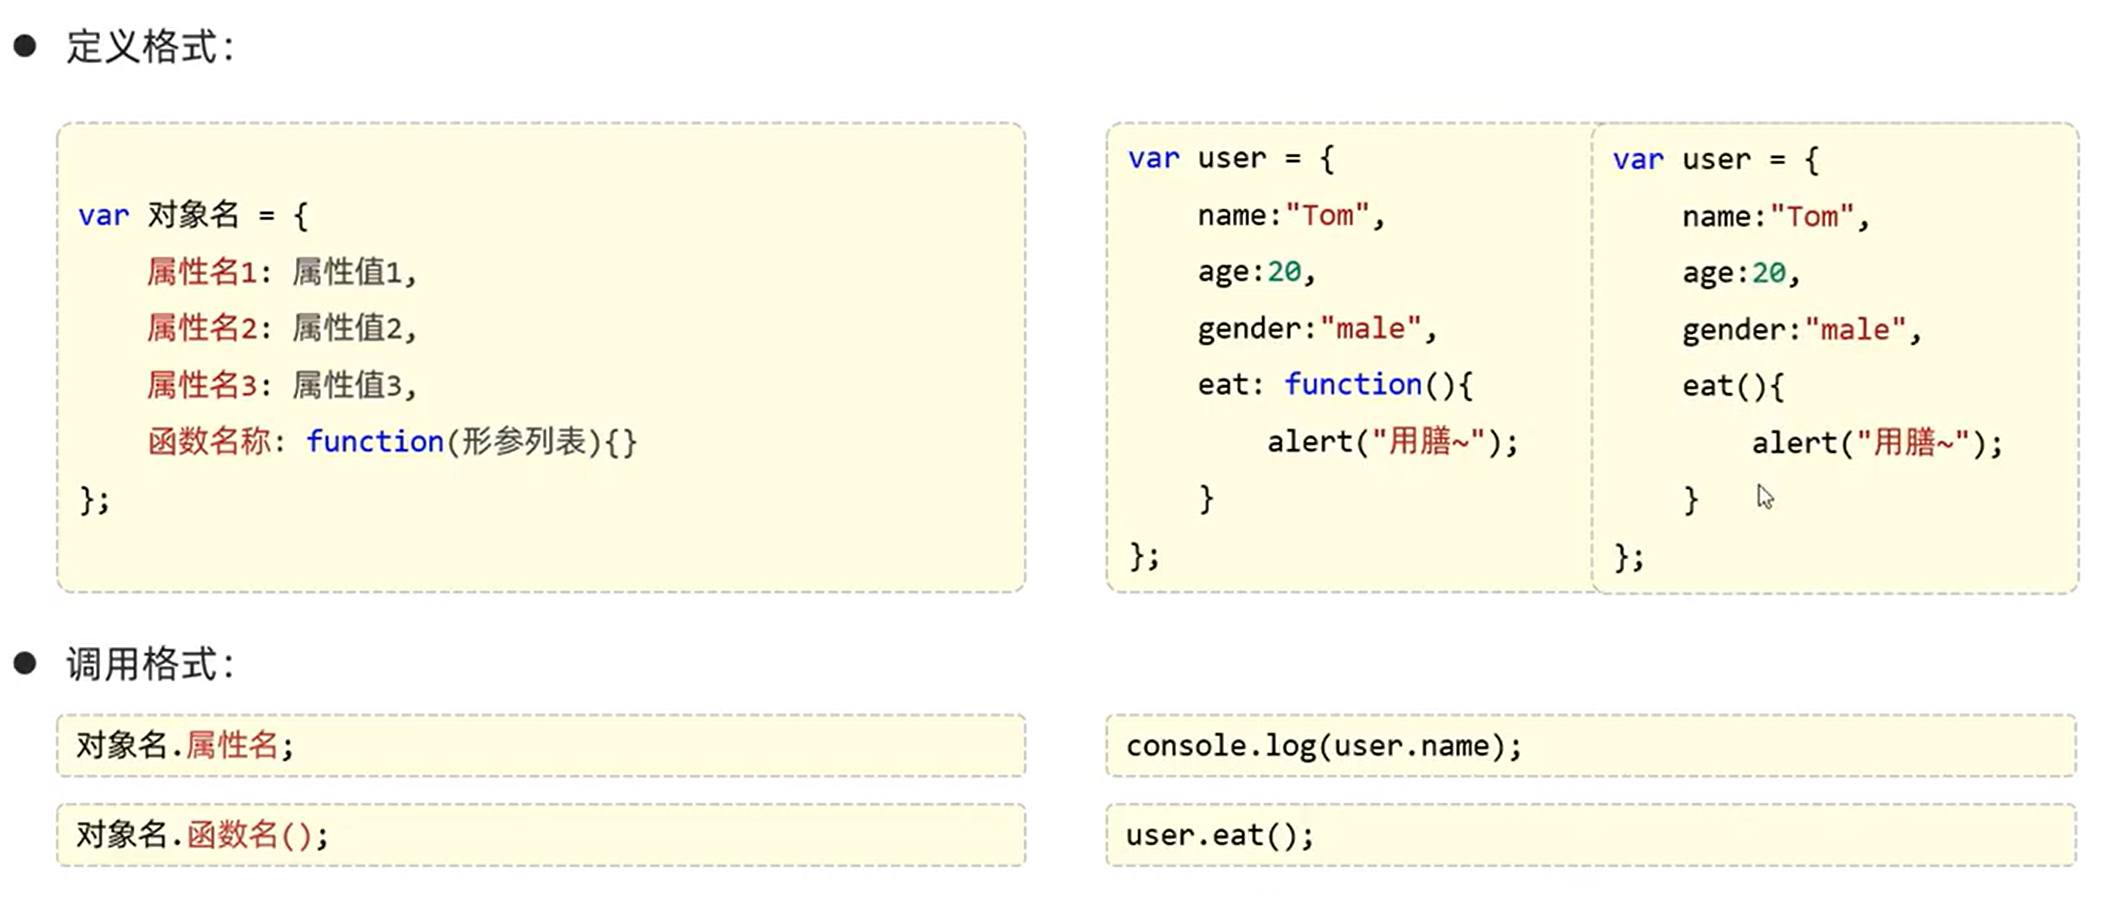 ● 定义格式：
var 对象名 = {
    属性名1: 属性值1,
    属性名2: 属性值2,
    属性名3: 属性值3,
    函数名称: function(形参列表){}
};
var user = {
    name:"Tom",
    age:20,
    gender:"male",
    eat: function(){
        alert("用膳~");
    }
};
var user = {
    name:"Tom",
    age:20,
    gender:"male",
    eat(){
        alert("用膳~");
    }
};
● 调用格式：
对象名.属性名;
console.log(user.name);
对象名.函数名();
user.eat();